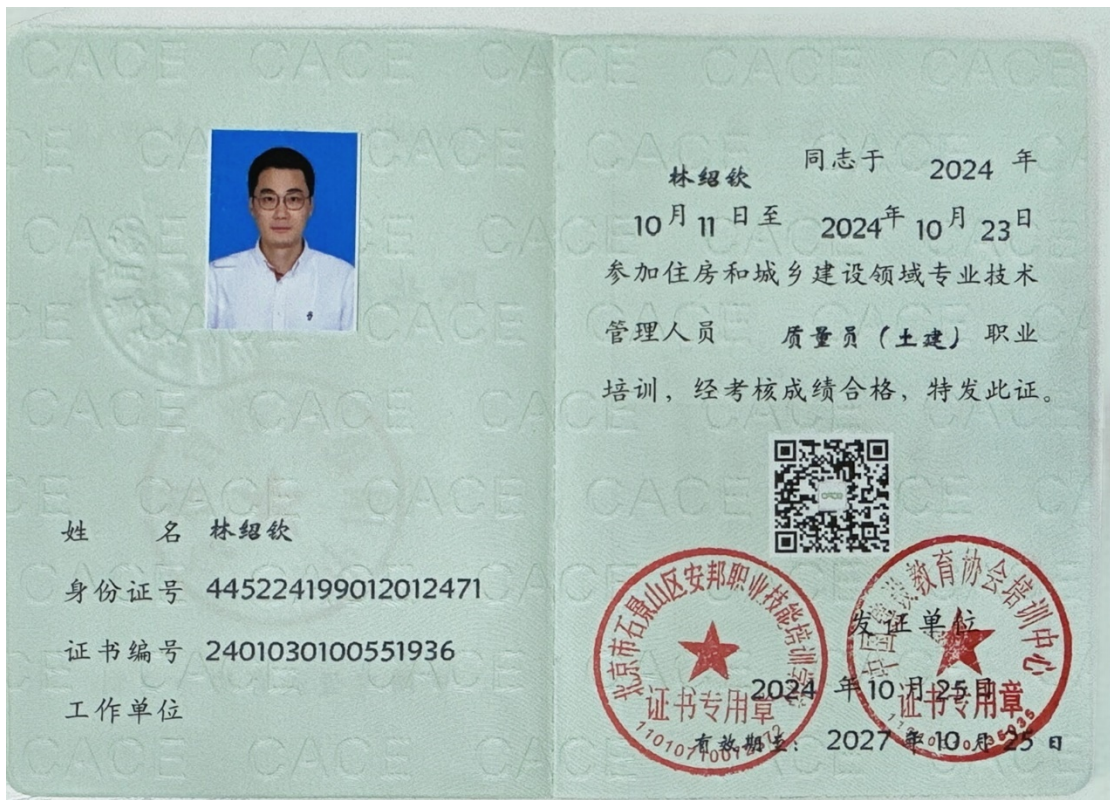 姓 名 林绍钦
身份证号 445224199012012471
证书编号 2401030100551936
工作单位
林绍钦 同志于 2024 年
10月 11 日至 2024年 10月 23日
参加住房和城乡建设领域专业技术
管理人员 质量员（土建）职业
培训，经考核成绩合格，特发此证。
CACE
北京市石景山区安邦职业技能培训学校
证书专用章
中国建设教育协会培训中心
证书专用章
发证单位
2024 年10月25日
有效期至：2027 年 10 月 25 日